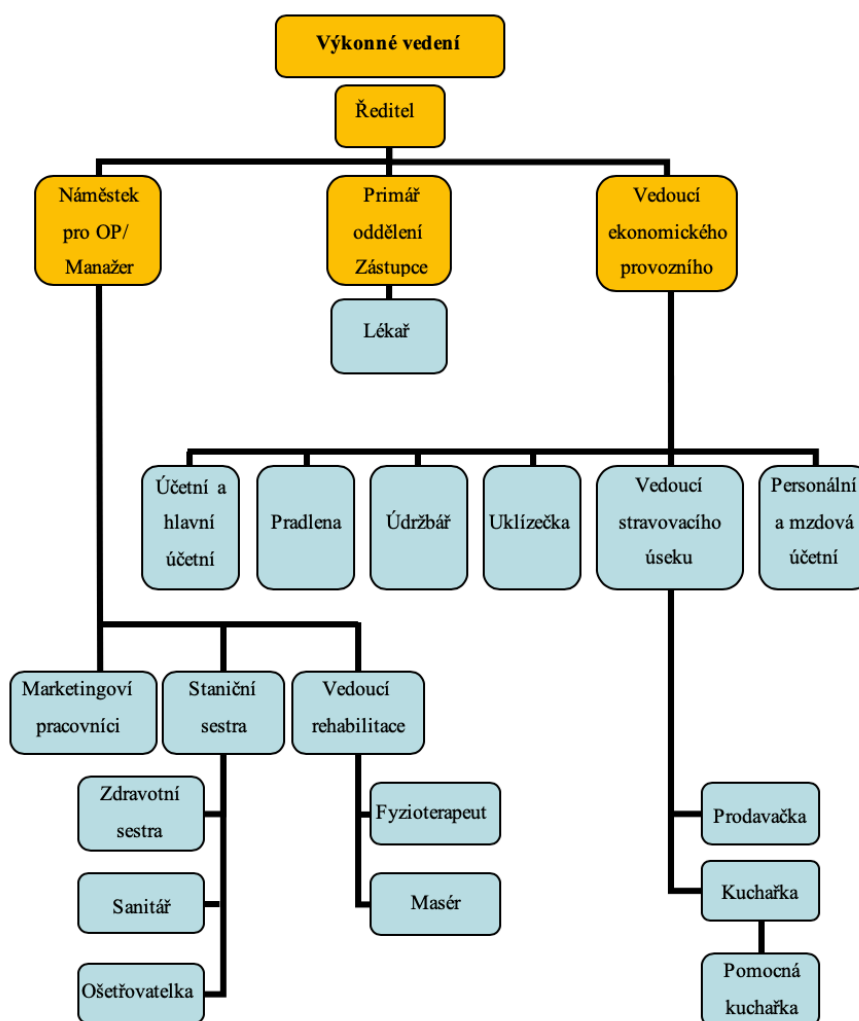 Výkonné vedení
Ředitel
Náměstek
pro OP/
Manažer
Primář
oddělení
Zástupce
Vedoucí
ekonomického
provozního
Lékař
Účetní a
hlavní
účetní
Pradlena
Údržbář
Uklízečka
Vedoucí
stravovacího
úseku
Personální
a mzdová
účetní
Marketingoví
pracovníci
Staniční
sestra
Vedoucí
rehabilitace
Zdravotní
sestra
Sanitář
Ošetřovatelka
Fyzioterapeut
Masér
Prodavačka
Kuchařka
Pomocná
kuchařka